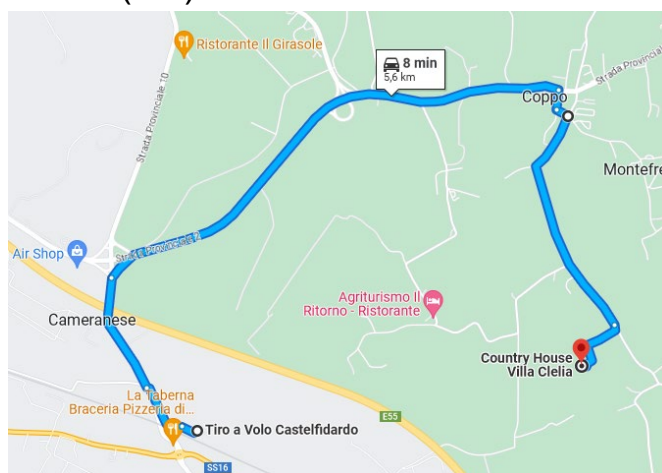 Ristorante Il Girasole
Strada Provinciale 10
8 min
5,6 km
Coppo
Strada Provinciale
Montefre
Air Shop
Strada Provinciale 2
Cameranese
Agriturismo Il
Ritorno - Ristorante
Country House
Villa Clelia
La Taberna
Braceria Pizzeria di...
Tiro a Volo Castelfidardo
E55
SS16